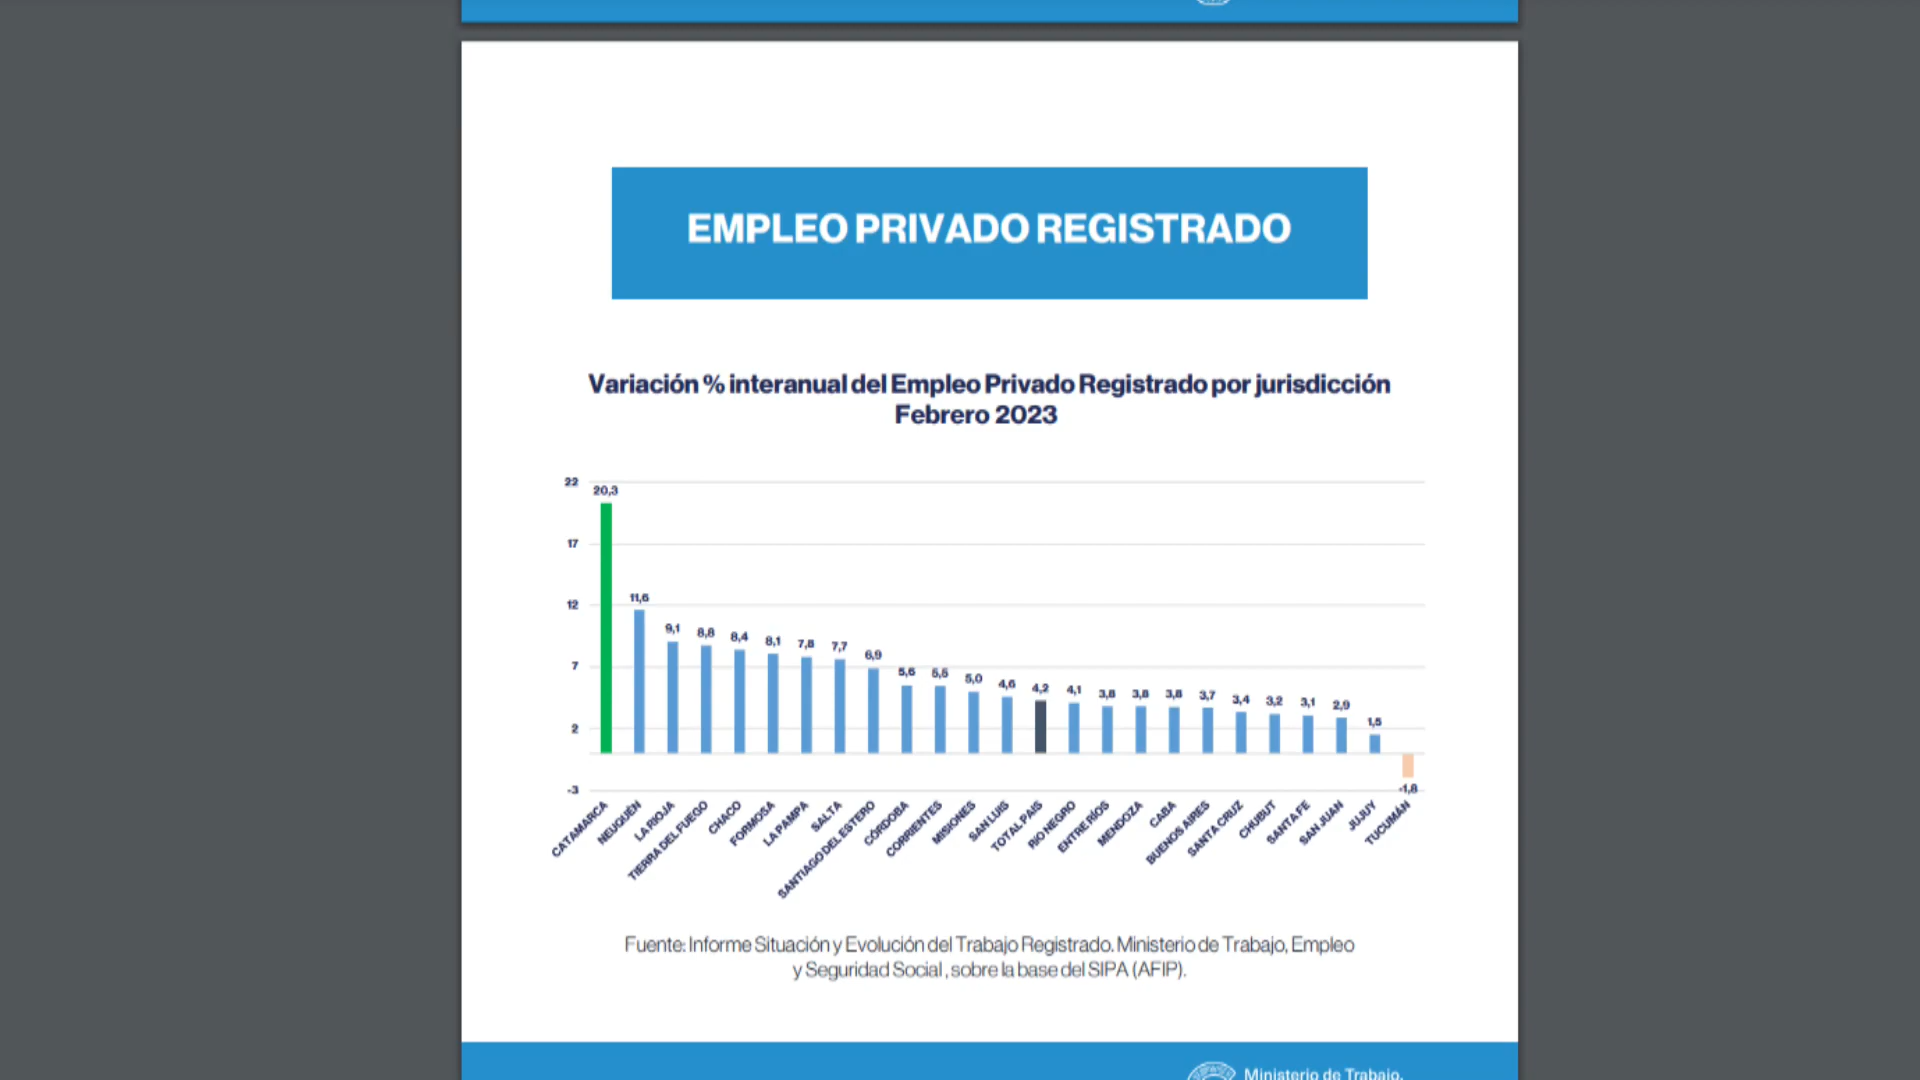 EMPLEO PRIVADO REGISTRADO
Variación % interanual del Empleo Privado Registrado por jurisdicción
Febrero 2023
22
17
12
7
2
-3
20,3
11,6
9,1
8,8
8,4
8,1
7,8
7,7
6,9
5,6
5,5
5,0
4,6
4,2
4,1
3,8
3,8
3,8
3,7
3,4
3,2
3,1
2,9
1,5
-1,8
CATAMARCA
NEUQUÉN
LA RIOJA
TIERRA DEL FUEGO
CHACO
FORMOSA
LA PAMPA
SALTA
SANTIAGO DEL ESTERO
CÓRDOBA
CORRIENTES
MISIONES
SAN LUIS
TOTAL PAIS
RIO NEGRO
ENTRE RÍOS
MENDOZA
CABA
BUENOS AIRES
SANTA CRUZ
CHUBUT
SANTA FE
SAN JUAN
JUJUY
TUCUMÁN
Fuente: Informe Situación y Evolución del Trabajo Registrado. Ministerio de Trabajo, Empleo
y Seguridad Social , sobre la base del SIPA (AFIP).
Ministerio de Trabajo,